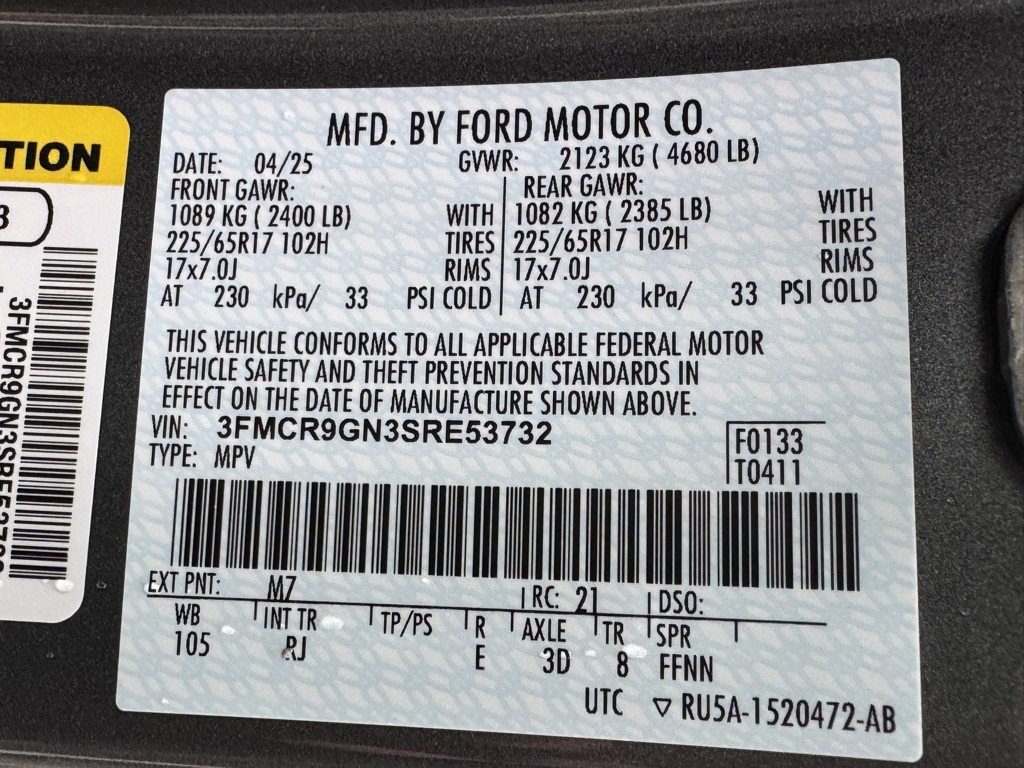 TION
3
3FMCR9GN3SRE5373
MFD. BY FORD MOTOR CO.
DATE: 04/25 GVWR: 2123 KG ( 4680 LB)
FRONT GAWR: REAR GAWR:
1089 KG ( 2400 LB) WITH 1082 KG ( 2385 LB) WITH
225/65R17 102H TIRES 225/65R17 102H TIRES
17x7.0J RIMS 17x7.0J RIMS
AT 230 kPa/ 33 PSI COLD AT 230 kPa/ 33 PSI COLD
THIS VEHICLE CONFORMS TO ALL APPLICABLE FEDERAL MOTOR
VEHICLE SAFETY AND THEFT PREVENTION STANDARDS IN
EFFECT ON THE DATE OF MANUFACTURE SHOWN ABOVE.
VIN: 3FMCR9GN3SRE53732 F0133
TYPE: MPV T0411
EXT PNT: M7 RC: 21 DSO:
WB INT TR TP/PS R AXLE TR SPR
105 RJ E 3D 8 FFNN
UTC ▽ RU5A-1520472-AB